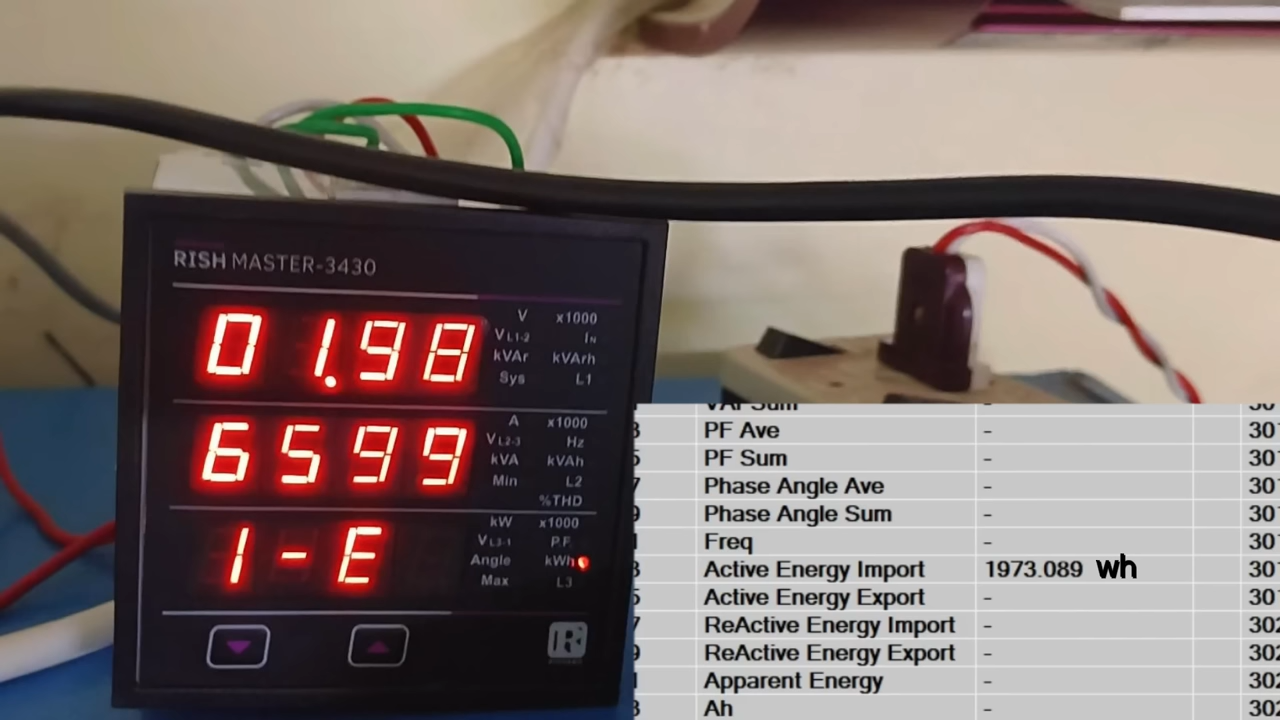 RISH MASTER-3430
01.98
V x1000
VL1-2 IN
kVAr kVArh
Sys L1
6599
A x1000
VL2-3 Hz
kVA kVAh
Min L2
%THD
1-E
kW x1000
VL3-1 P.F.
Angle kWh
Max L3
R
PF Ave -
PF Sum -
Phase Angle Ave -
Phase Angle Sum -
Freq -
Active Energy Import 1973.089 wh
Active Energy Export -
ReActive Energy Import -
ReActive Energy Export -
Apparent Energy -
Ah -